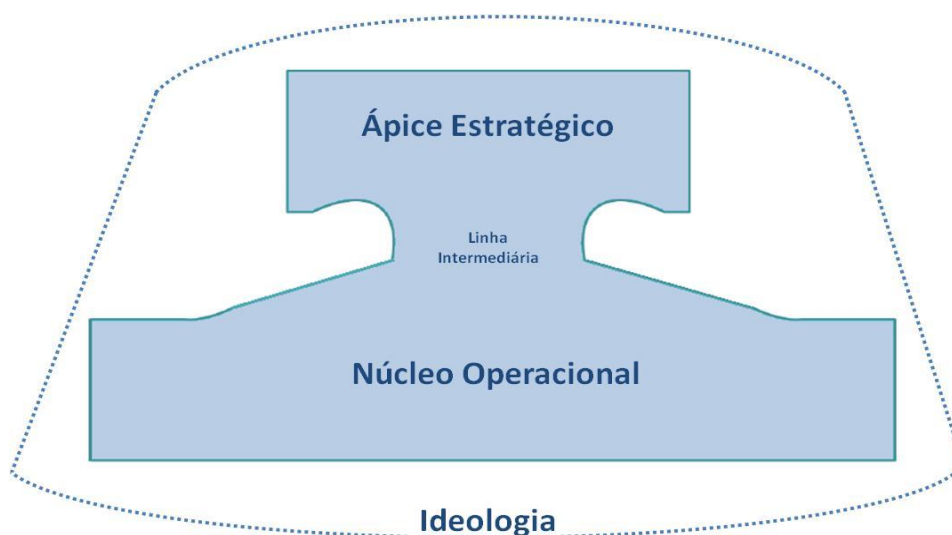 Ápice Estratégico
Linha
Intermediária
Núcleo Operacional
Ideologia